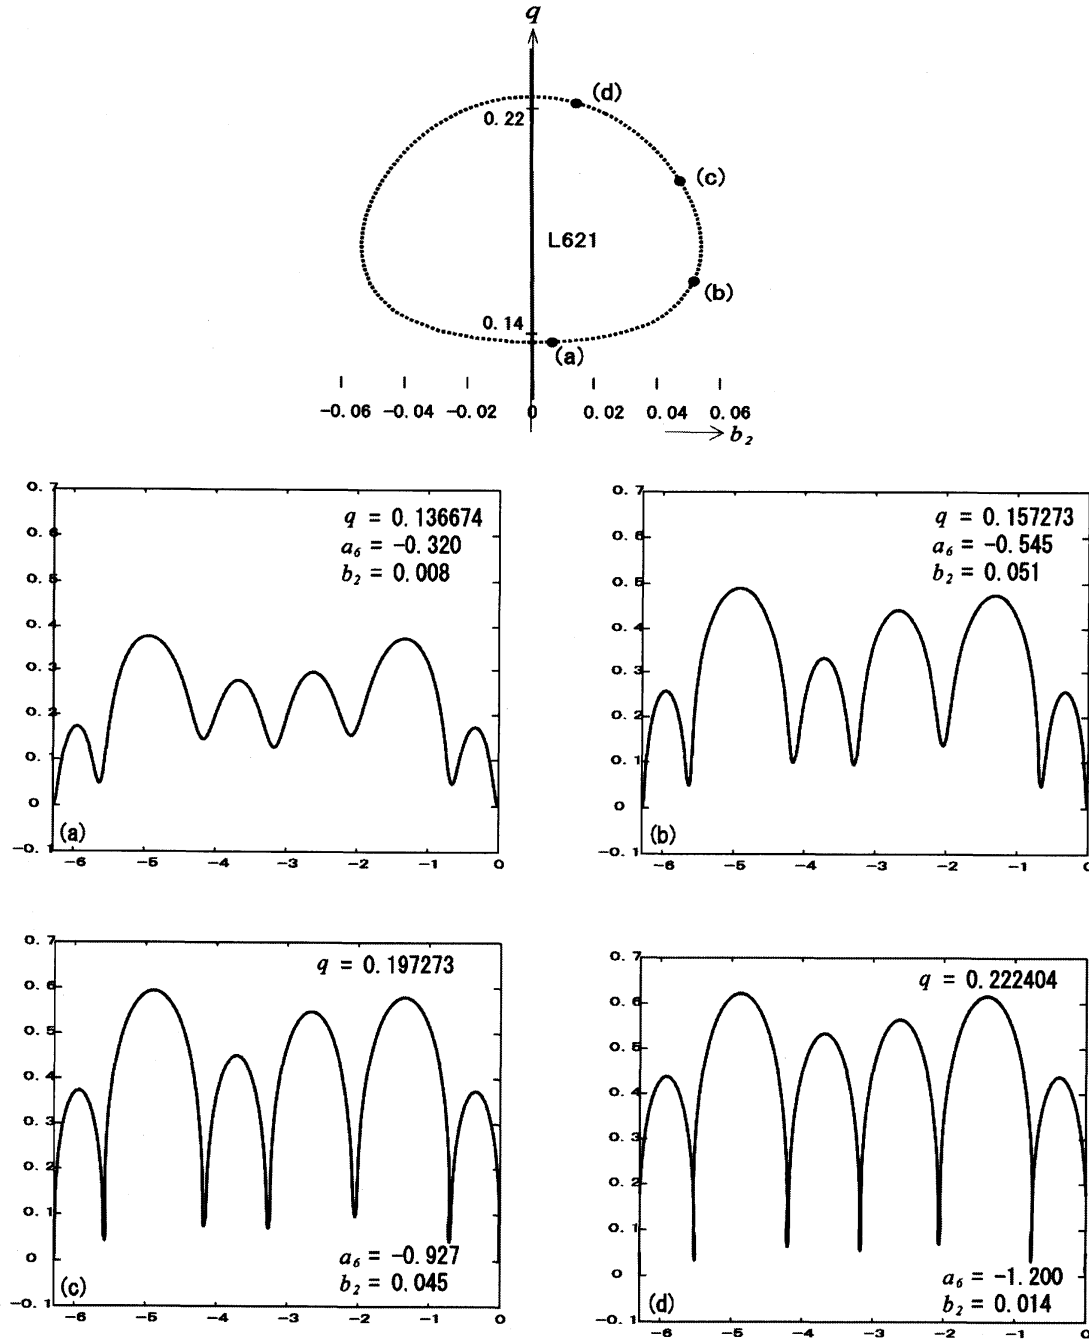 q
(d)
0.22
(c)
L621
(b)
0.14
(a)
-0.06 -0.04 -0.02 0 0.02 0.04 0.06
b₂
0.7
0.6
0.5
0.4
0.3
0.2
0.1
0
-0.1
q = 0.136674
a₆ = -0.320
b₂ = 0.008
(a)
-6 -5 -4 -3 -2 -1 0
0.7
0.6
0.5
0.4
0.3
0.2
0.1
0
-0.1
q = 0.157273
a₆ = -0.545
b₂ = 0.051
(b)
-6 -5 -4 -3 -2 -1 0
0.7
0.6
0.5
0.4
0.3
0.2
0.1
0
-0.1
q = 0.197273
a₆ = -0.927
b₂ = 0.045
(c)
-6 -5 -4 -3 -2 -1 0
0.7
0.6
0.5
0.4
0.3
0.2
0.1
0
-0.1
q = 0.222404
a₆ = -1.200
b₂ = 0.014
(d)
-6 -5 -4 -3 -2 -1 0